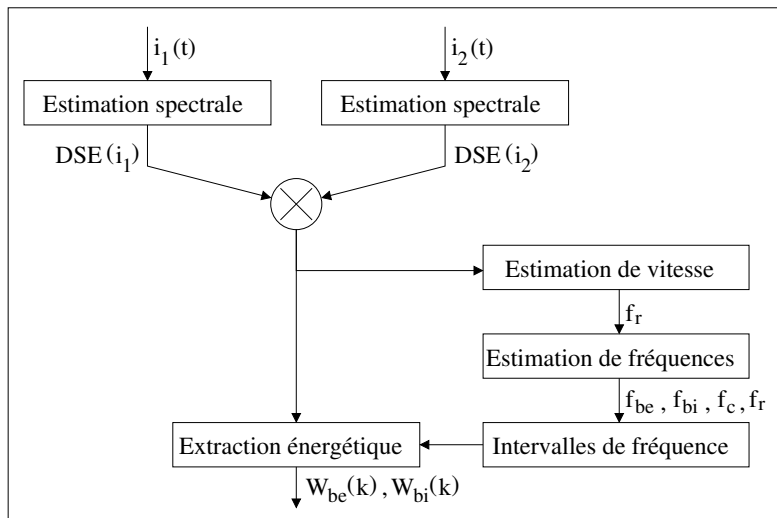 i1(t) i2(t)
Estimation spectrale Estimation spectrale
DSE(i1) DSE(i2)
Estimation de vitesse
fr
Estimation de fréquences
fbe , fbi , fc , fr
Extraction énergétique Intervalles de fréquence
Wbe(k) , Wbi(k)